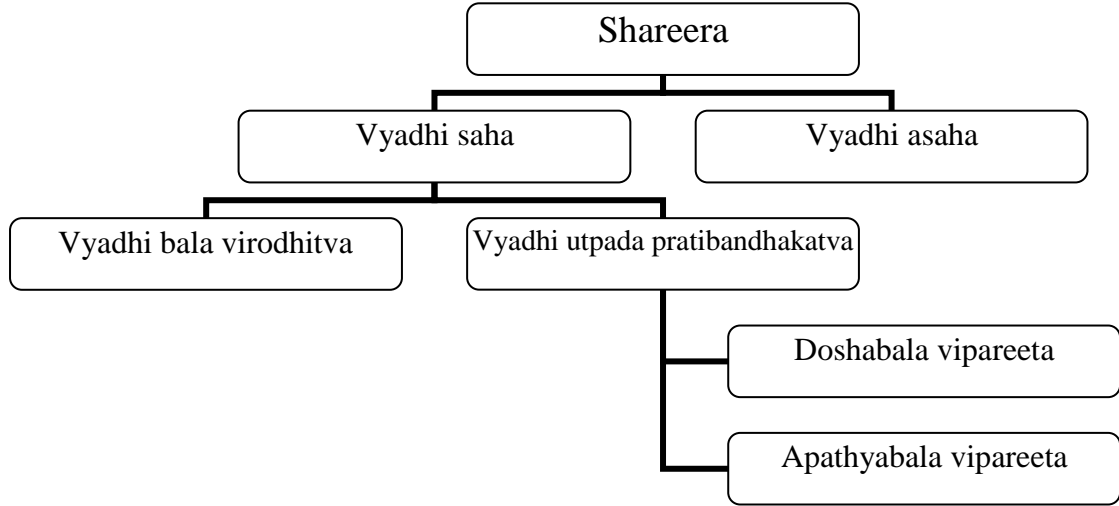 Shareera
Vyadhi saha
Vyadhi asaha
Vyadhi bala virodhitva
Vyadhi utpada pratibandhakatva
Doshabala vipareeta
Apathyabala vipareeta